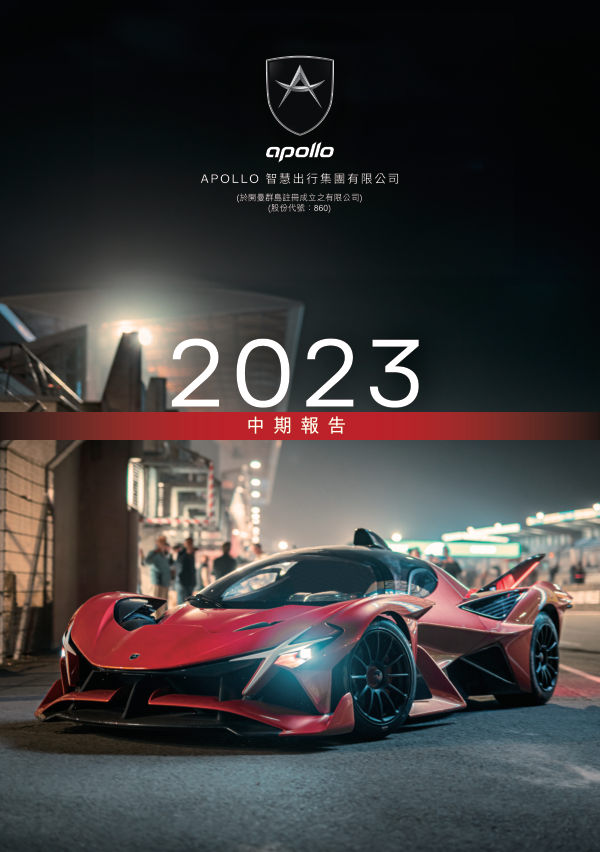 apollo
APOLLO 智慧出行集團有限公司
(於開曼群島註冊成立之有限公司)
(股份代號：860)
2023
中期報告